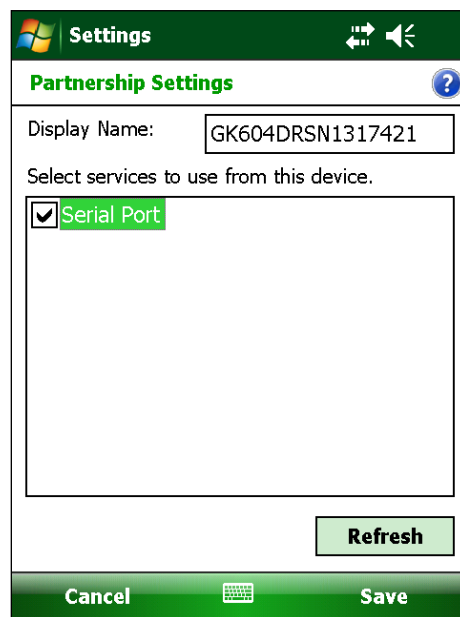 Settings
Partnership Settings
?
Display Name: GK604DRSN1317421
Select services to use from this device.
Serial Port
Refresh
Cancel Save